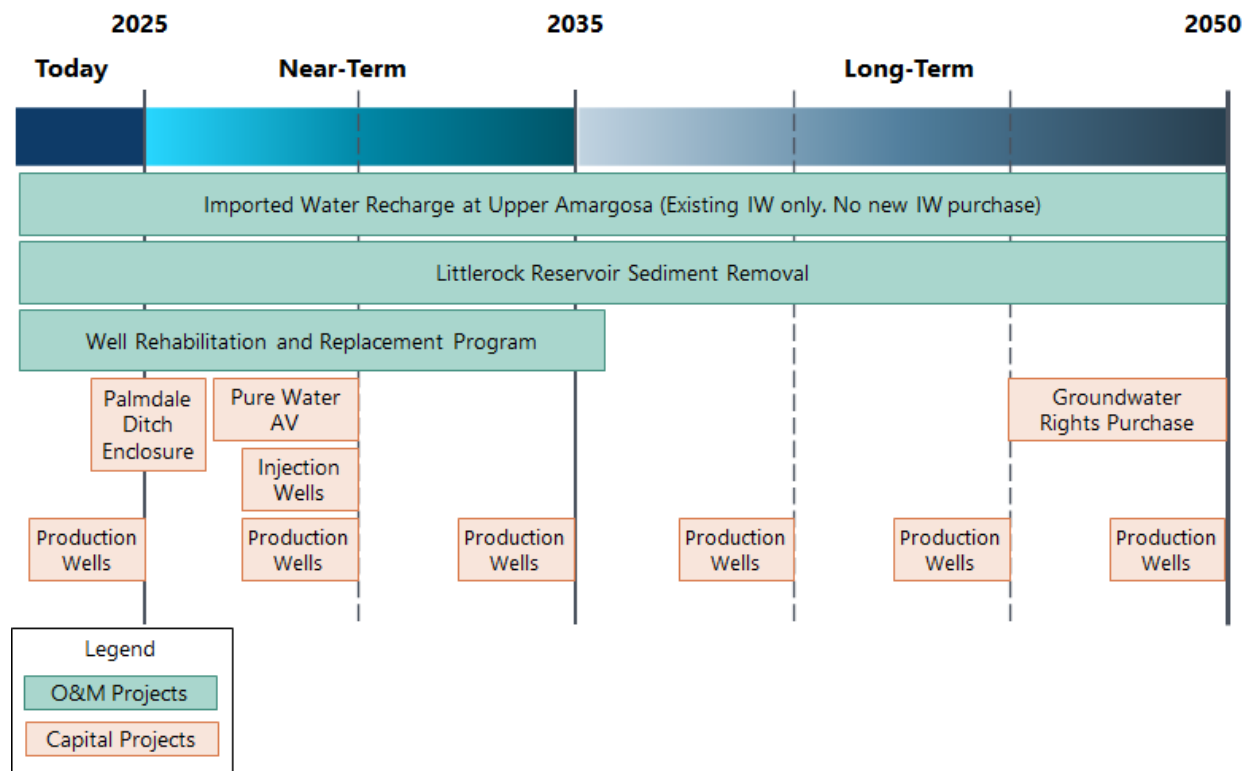 2025 2035 2050
Today Near-Term Long-Term
Imported Water Recharge at Upper Amargosa (Existing IW only. No new IW purchase)
Littlerock Reservoir Sediment Removal
Well Rehabilitation and Replacement Program
Palmdale
Ditch
Enclosure
Pure Water
AV
Groundwater
Rights Purchase
Injection
Wells
Production
Wells
Production
Wells
Production
Wells
Production
Wells
Production
Wells
Production
Wells
Legend
O&M Projects
Capital Projects